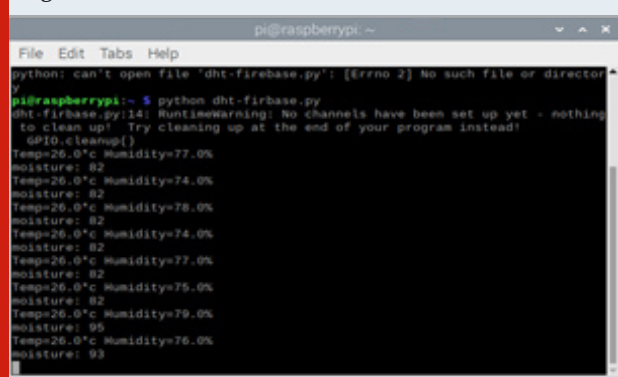 pi@raspberrypi: ~
File Edit Tabs Help
python: can't open file 'dht-firebase.py': [Errno 2] No such file or director
y
pi@raspberrypi:~ $ python dht-firbase.py
dht-firbase.py:14: RuntimeWarning: No channels have been set up yet - nothing
to clean up! Try cleaning up at the end of your program instead!
GPIO.cleanup()
Temp=26.0*c Humidity=77.0%
moisture: 82
Temp=26.0*c Humidity=74.0%
moisture: 82
Temp=26.0*c Humidity=78.0%
moisture: 82
Temp=26.0*c Humidity=74.0%
moisture: 82
Temp=26.0*c Humidity=77.0%
moisture: 82
Temp=26.0*c Humidity=75.0%
moisture: 82
Temp=26.0*c Humidity=79.0%
moisture: 95
Temp=26.0*c Humidity=76.0%
moisture: 93